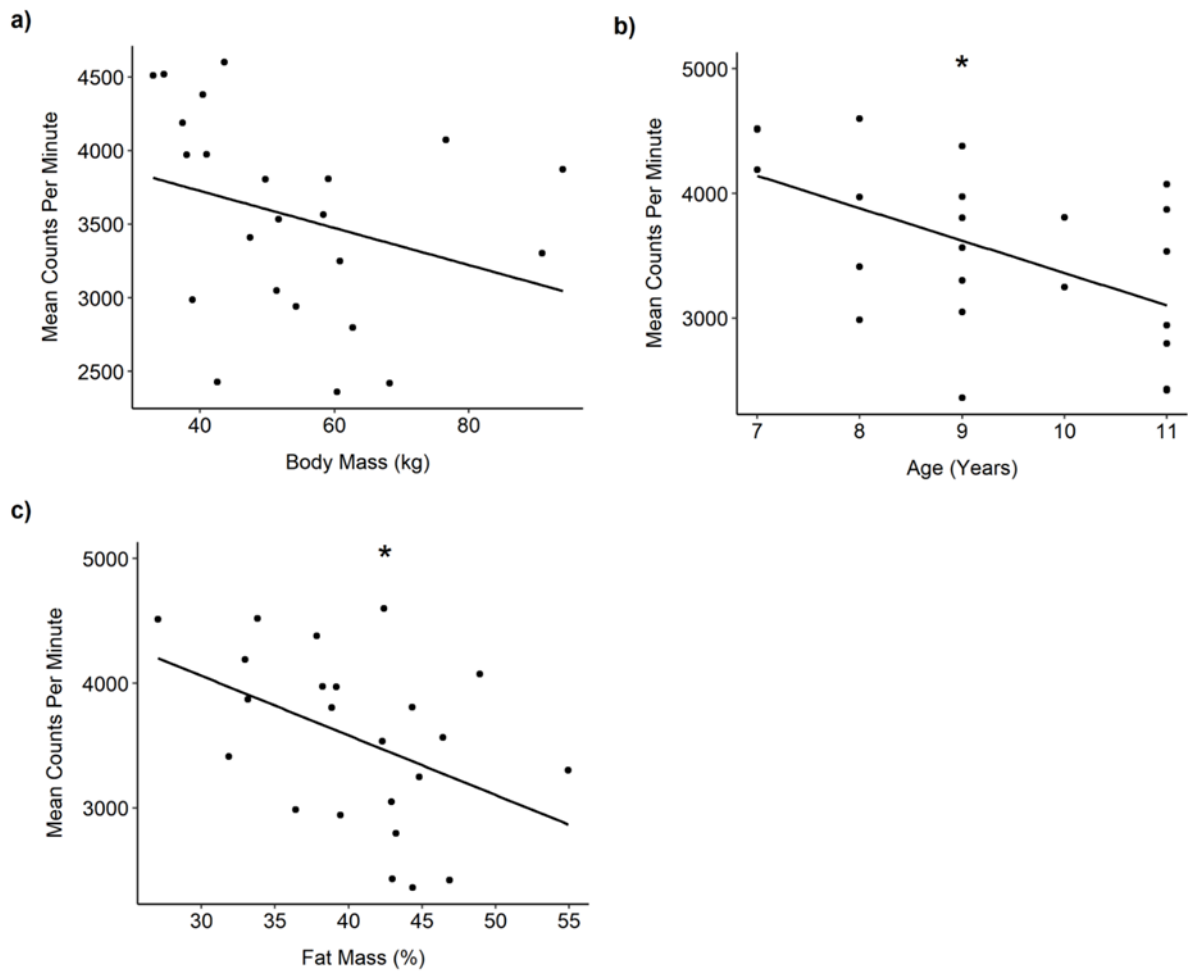 a)
4500
4000
3500
3000
2500
Mean Counts Per Minute
40 60 80
Body Mass (kg)
b)
*
5000
4000
3000
Mean Counts Per Minute
7 8 9 10 11
Age (Years)
c)
*
5000
4000
3000
Mean Counts Per Minute
30 35 40 45 50 55
Fat Mass (%)